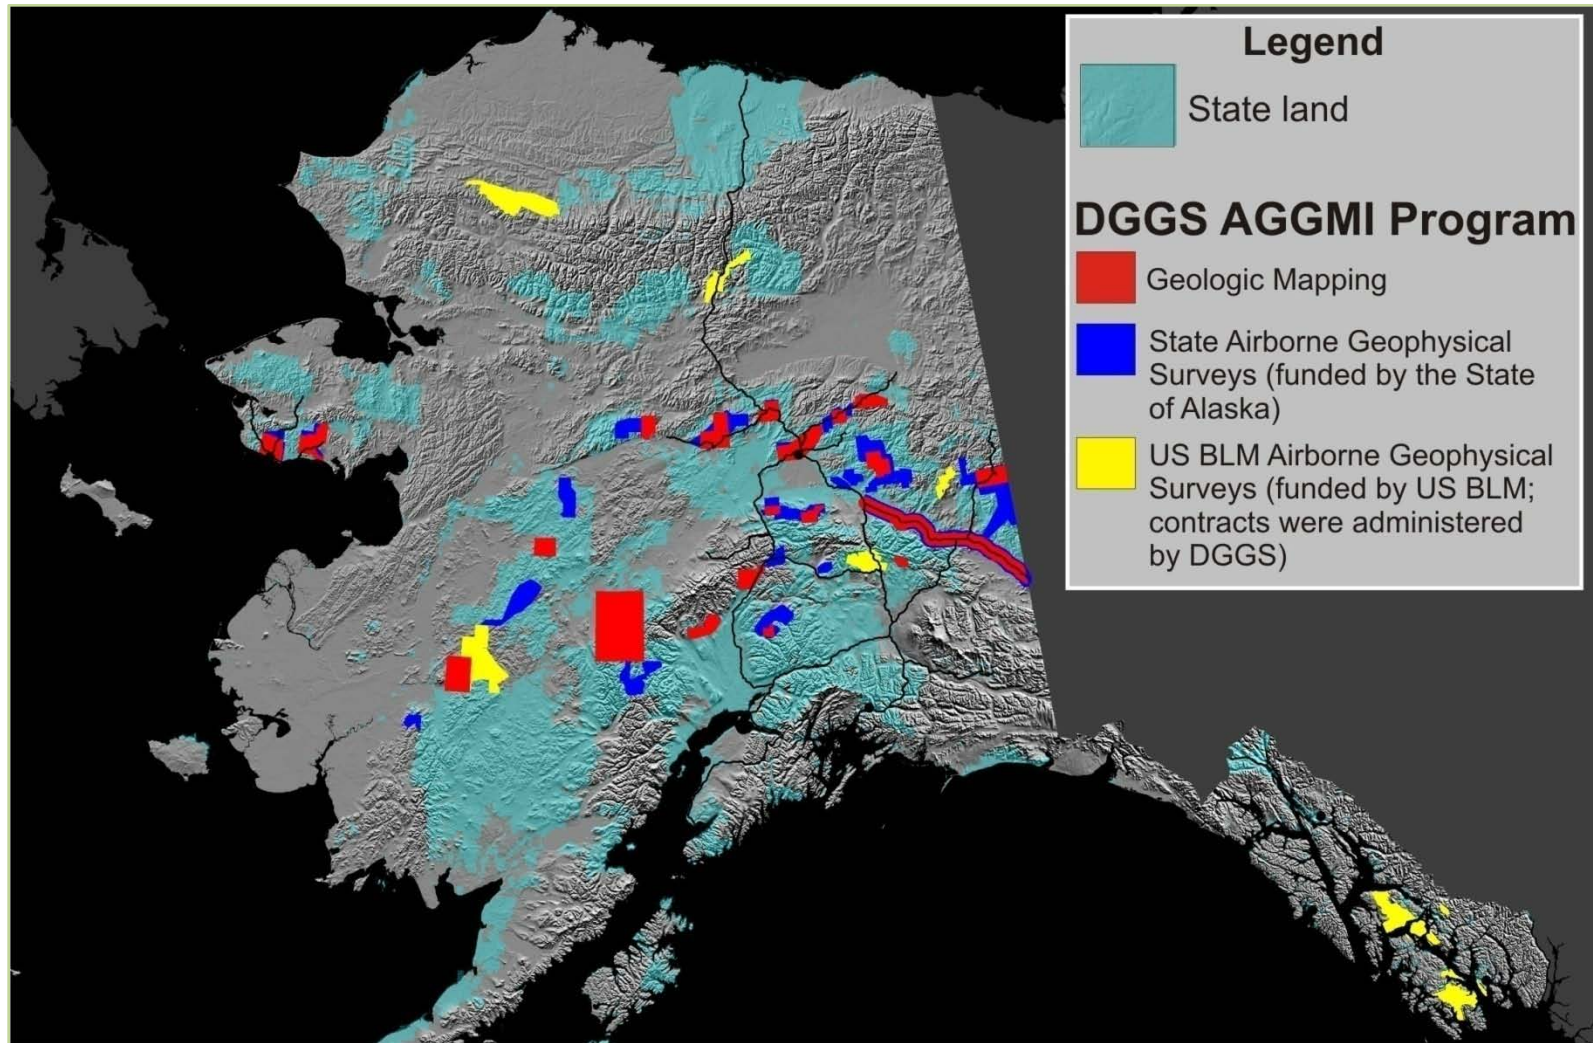 Legend
State land
DGGS AGGMI Program
Geologic Mapping
State Airborne Geophysical
Surveys (funded by the State
of Alaska)
US BLM Airborne Geophysical
Surveys (funded by US BLM;
contracts were administered
by DGGS)